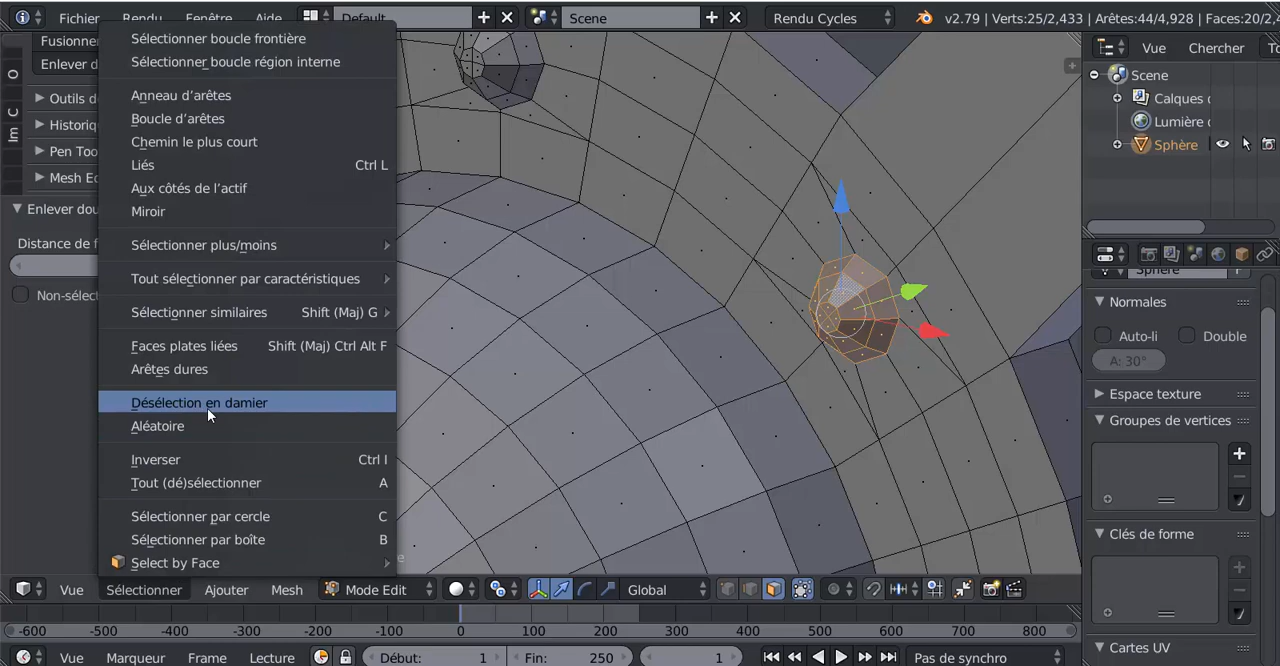 Fichier Rendu Fenêtre Aide Default Scene Rendu Cycles v2.79 | Verts:25/2,433 | Arêtes:44/4,928 | Faces:20/2,4
Fusionner
Enlever d
Outils d
Historiq
Pen Too
Mesh Ed
O
C
Im
Enlever dou
Distance de f
Non-sélect
Sélectionner boucle frontière
Sélectionner boucle région interne
Anneau d’arêtes
Boucle d’arêtes
Chemin le plus court
Liés Ctrl L
Aux côtés de l’actif
Miroir
Sélectionner plus/moins
Tout sélectionner par caractéristiques
Sélectionner similaires Shift (Maj) G
Faces plates liées Shift (Maj) Ctrl Alt F
Arêtes dures
Désélection en damier
Aléatoire
Inverser Ctrl I
Tout (dé)sélectionner A
Sélectionner par cercle C
Sélectionner par boîte B
Select by Face
Vue Chercher To
Scene
Calques d
Lumière d
Sphère
Sphère F
Normales
Auto-li Double
A: 30°
Espace texture
Groupes de vertices
Clés de forme
Cartes UV
Vue Sélectionner Ajouter Mesh Mode Edit Global
-600 -500 -400 -300 -200 -100 0 100 200 300 400 500 600 700 800
Vue Marqueur Frame Lecture Début: 1 Fin: 250 1 Pas de synchro